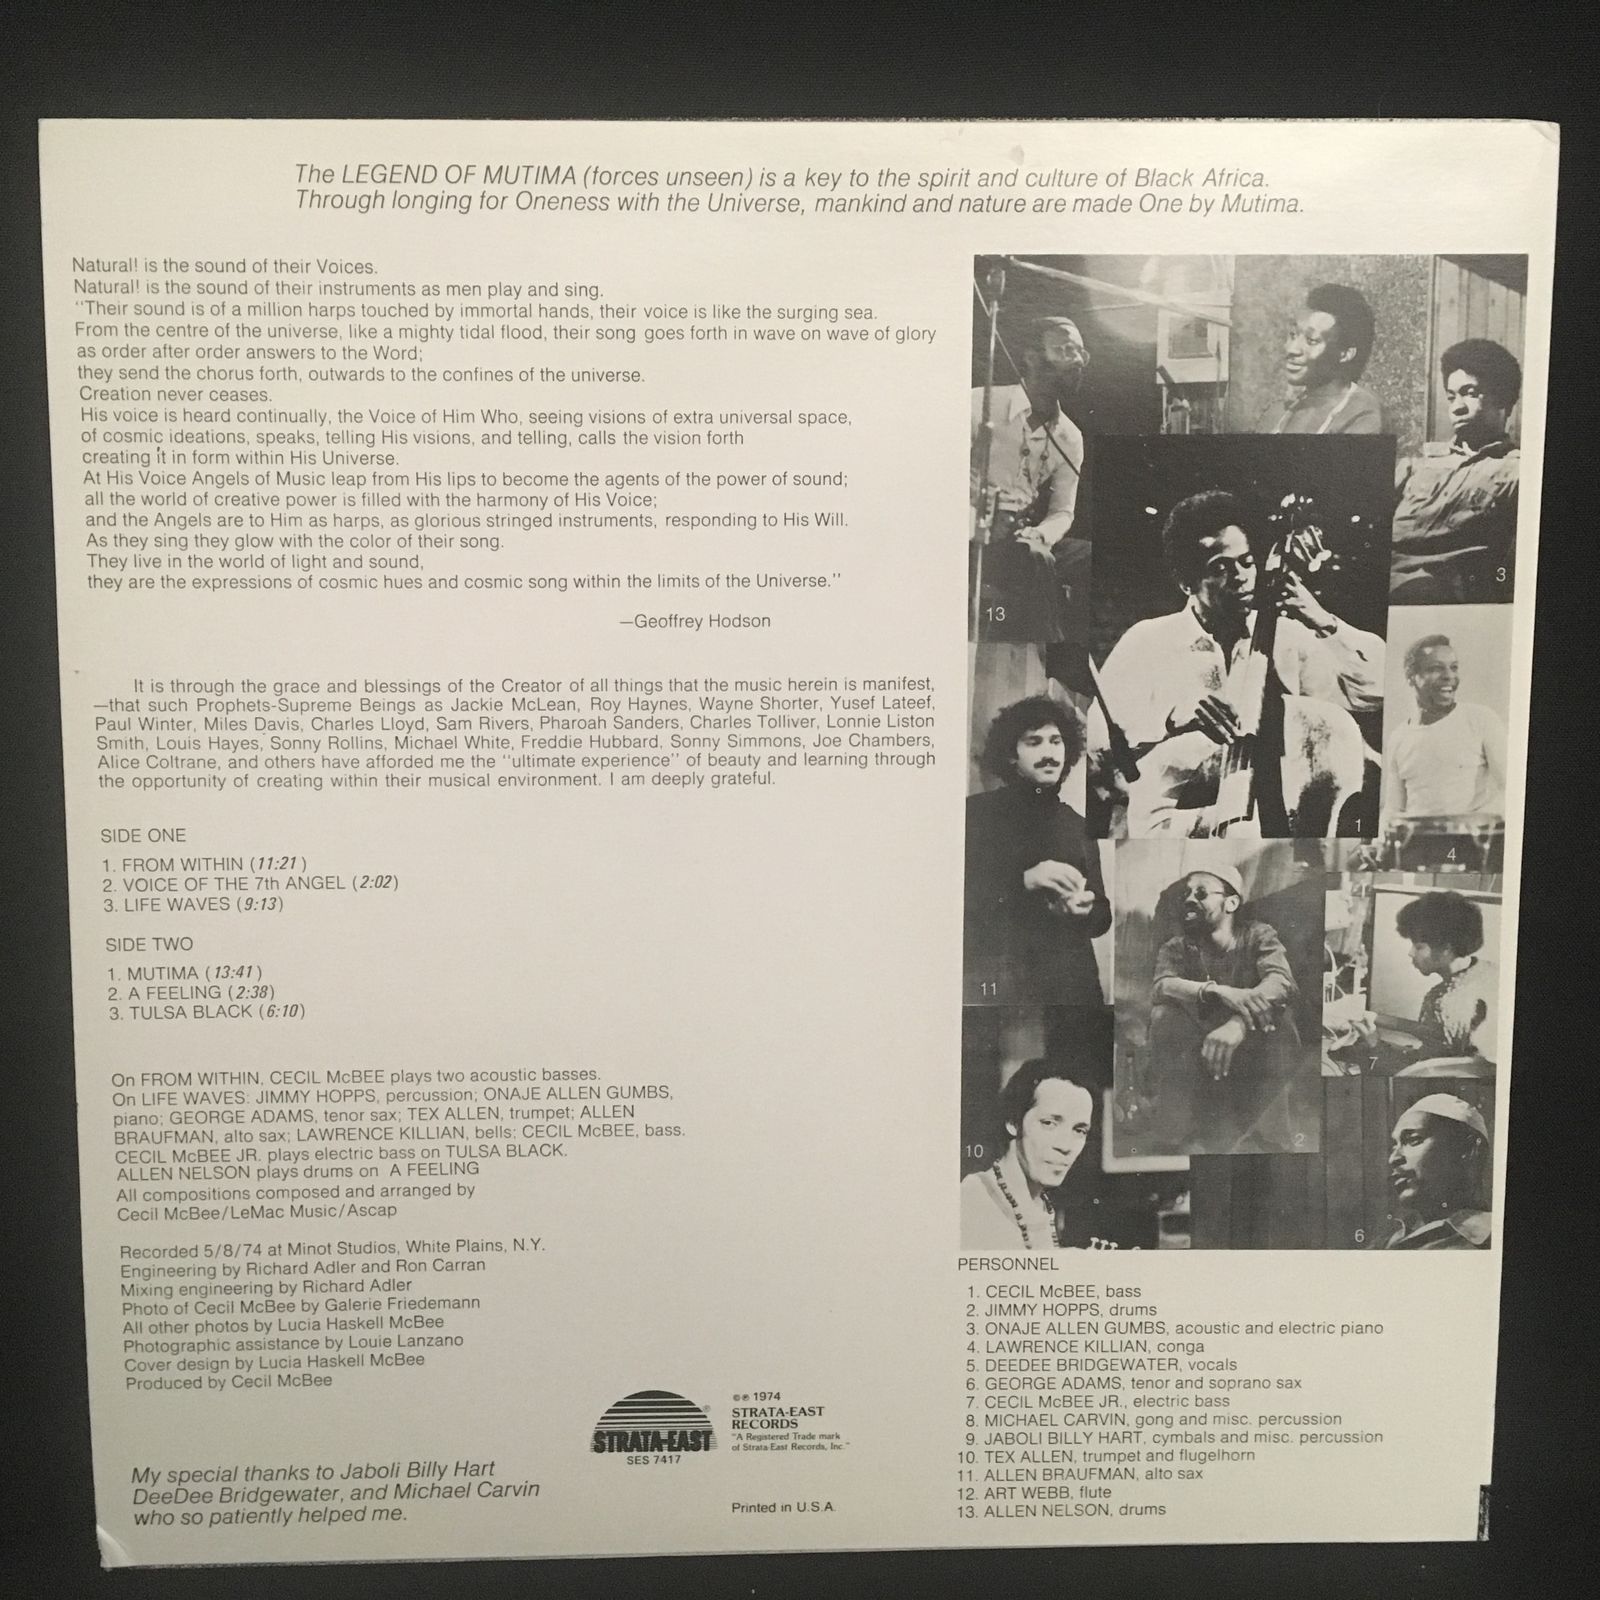 The LEGEND OF MUTIMA (forces unseen) is a key to the spirit and culture of Black Africa.
Through longing for Oneness with the Universe, mankind and nature are made One by Mutima.
Natural! is the sound of their Voices.
Natural! is the sound of their instruments as men play and sing.
"Their sound is of a million harps touched by immortal hands, their voice is like the surging sea.
From the centre of the universe, like a mighty tidal flood, their song goes forth in wave on wave of glory
as order after order answers to the Word;
they send the chorus forth, outwards to the confines of the universe.
Creation never ceases.
His voice is heard continually, the Voice of Him Who, seeing visions of extra universal space,
of cosmic ideations, speaks, telling His visions, and telling, calls the vision forth
creating it in form within His Universe.
At His Voice Angels of Music leap from His lips to become the agents of the power of sound;
all the world of creative power is filled with the harmony of His Voice;
and the Angels are to Him as harps, as glorious stringed instruments, responding to His Will.
As they sing they glow with the color of their song.
They live in the world of light and sound,
they are the expressions of cosmic hues and cosmic song within the limits of the Universe."
—Geoffrey Hodson
It is through the grace and blessings of the Creator of all things that the music herein is manifest,
—that such Prophets-Supreme Beings as Jackie McLean, Roy Haynes, Wayne Shorter, Yusef Lateef,
Paul Winter, Miles Davis, Charles Lloyd, Sam Rivers, Pharoah Sanders, Charles Tolliver, Lonnie Liston
Smith, Louis Hayes, Sonny Rollins, Michael White, Freddie Hubbard, Sonny Simmons, Joe Chambers,
Alice Coltrane, and others have afforded me the "ultimate experience" of beauty and learning through
the opportunity of creating within their musical environment. I am deeply grateful.
SIDE ONE
1. FROM WITHIN (11:21)
2. VOICE OF THE 7th ANGEL (2:02)
3. LIFE WAVES (9:13)
SIDE TWO
1. MUTIMA (13:41)
2. A FEELING (2:38)
3. TULSA BLACK (6:10)
On FROM WITHIN, CECIL McBEE plays two acoustic basses.
On LIFE WAVES: JIMMY HOPPS, percussion; ONAJE ALLEN GUMBS,
piano; GEORGE ADAMS, tenor sax; TEX ALLEN, trumpet; ALLEN
BRAUFMAN, alto sax; LAWRENCE KILLIAN, bells; CECIL McBEE, bass.
CECIL McBEE JR. plays electric bass on TULSA BLACK.
ALLEN NELSON plays drums on A FEELING
All compositions composed and arranged by
Cecil McBee/LeMac Music/Ascap
Recorded 5/8/74 at Minot Studios, White Plains, N.Y.
Engineering by Richard Adler and Ron Carran
Mixing engineering by Richard Adler
Photo of Cecil McBee by Galerie Friedemann
All other photos by Lucia Haskell McBee
Photographic assistance by Louie Lanzano
Cover design by Lucia Haskell McBee
Produced by Cecil McBee
My special thanks to Jaboli Billy Hart
DeeDee Bridgewater, and Michael Carvin
who so patiently helped me.
STRATA-EAST ®
SES 7417
©℗ 1974
STRATA-EAST
RECORDS
"A Registered Trade mark
of Strata-East Records, Inc."
Printed in U.S.A.
3
13
1
4
11
7
2
10
6
PERSONNEL
1. CECIL McBEE, bass
2. JIMMY HOPPS, drums
3. ONAJE ALLEN GUMBS, acoustic and electric piano
4. LAWRENCE KILLIAN, conga
5. DEEDEE BRIDGEWATER, vocals
6. GEORGE ADAMS, tenor and soprano sax
7. CECIL McBEE JR., electric bass
8. MICHAEL CARVIN, gong and misc. percussion
9. JABOLI BILLY HART, cymbals and misc. percussion
10. TEX ALLEN, trumpet and flugelhorn
11. ALLEN BRAUFMAN, alto sax
12. ART WEBB, flute
13. ALLEN NELSON, drums